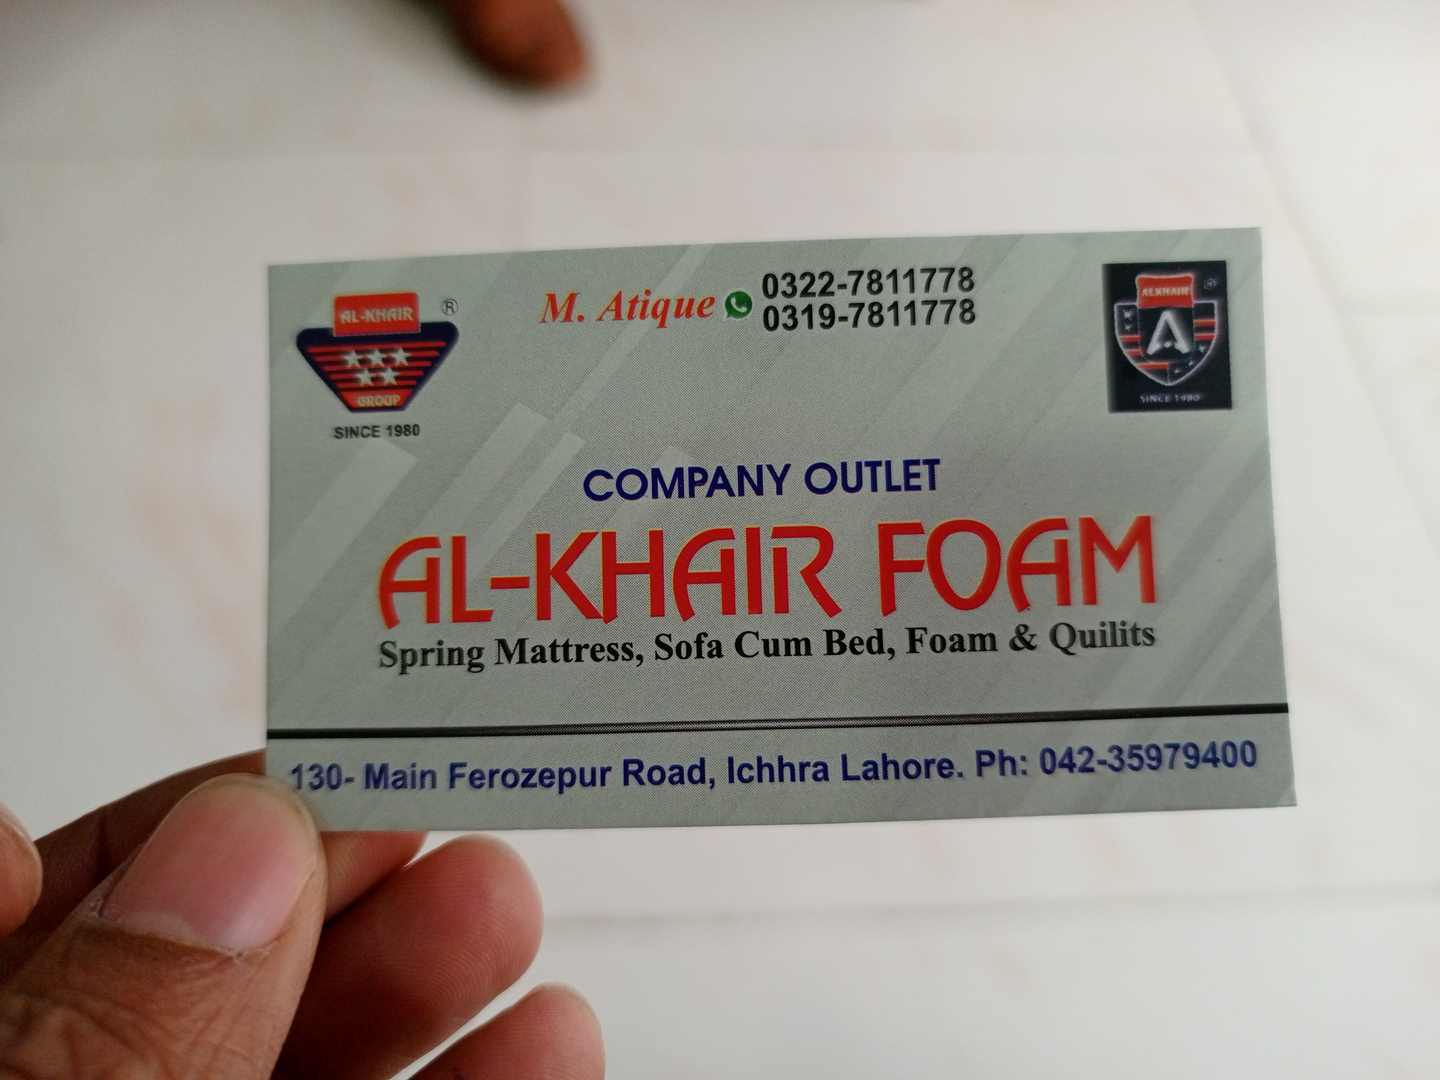 AL-KHAIR ®
GROUP
SINCE 1980
M. Atique 0322-7811778
0319-7811778
ALKHAIR ®
A
SINCE 1980
COMPANY OUTLET
AL-KHAIR FOAM
Spring Mattress, Sofa Cum Bed, Foam & Quilits
130- Main Ferozepur Road, Ichhra Lahore. Ph: 042-35979400